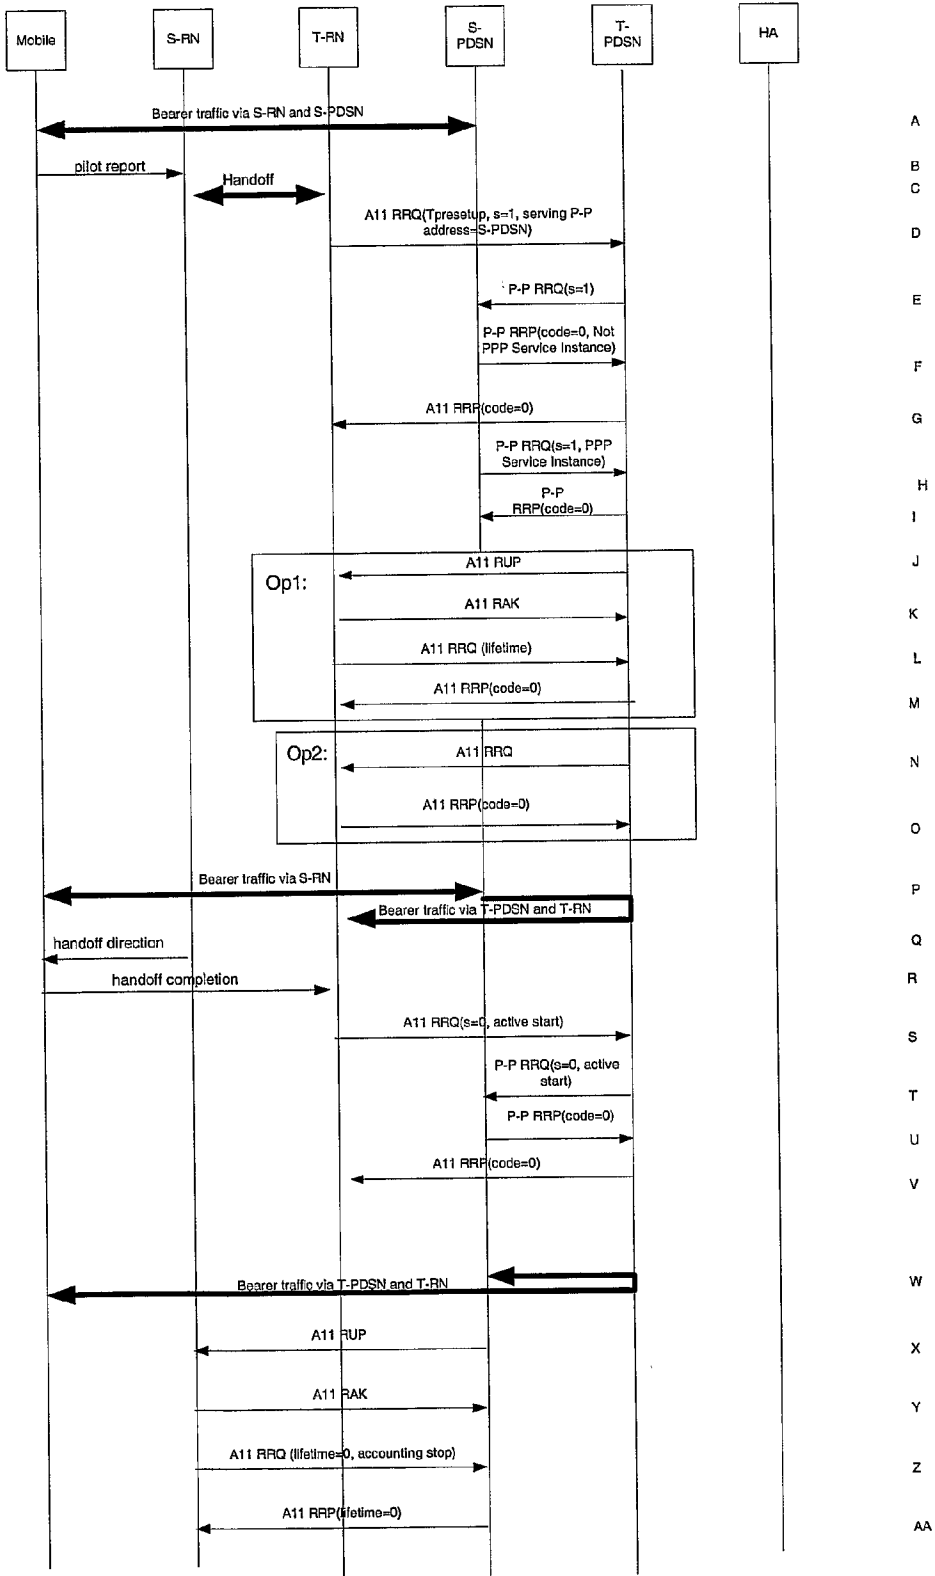 Mobile
S-RN
T-RN
S-
PDSN
T-
PDSN
HA
Bearer traffic via S-RN and S-PDSN
A
pilot report
B
Handoff
C
A11 RRQ(Tpresetup, s=1, serving P-P
address=S-PDSN)
D
P-P RRQ(s=1)
E
P-P RRP(code=0, Not
PPP Service Instance)
F
A11 RRP(code=0)
G
P-P RRQ(s=1, PPP
Service Instance)
H
P-P
RRP(code=0)
I
Op1:
A11 RUP
J
A11 RAK
K
A11 RRQ (lifetime)
L
A11 RRP(code=0)
M
Op2:
A11 RRQ
N
A11 RRP(code=0)
O
Bearer traffic via S-RN
P
Bearer traffic via T-PDSN and T-RN
handoff direction
Q
handoff completion
R
A11 RRQ(s=0, active start)
S
P-P RRQ(s=0, active
start)
T
P-P RRP(code=0)
U
A11 RRP(code=0)
V
Bearer traffic via T-PDSN and T-RN
W
A11 RUP
X
A11 RAK
Y
A11 RRQ (lifetime=0, accounting stop)
Z
A11 RRP(lifetime=0)
AA